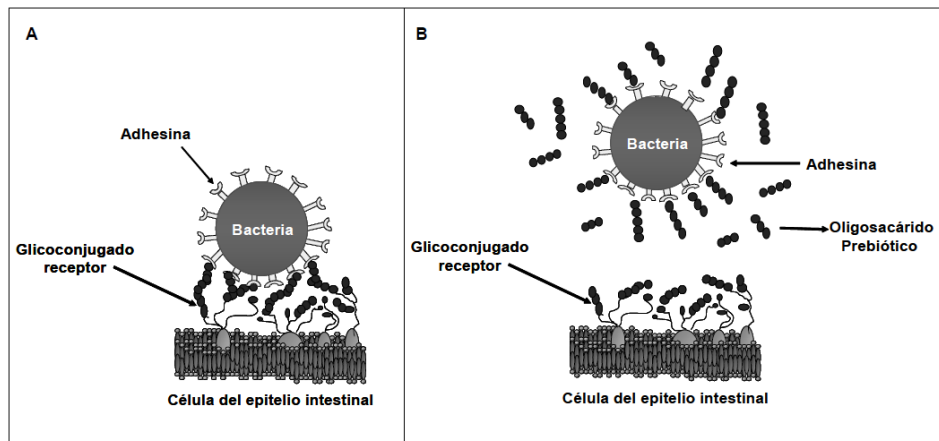 A
Adhesina
Bacteria
Glicoconjugado
receptor
Célula del epitelio intestinal
B
Bacteria
Adhesina
Oligosacárido
Prebiótico
Glicoconjugado
receptor
Célula del epitelio intestinal